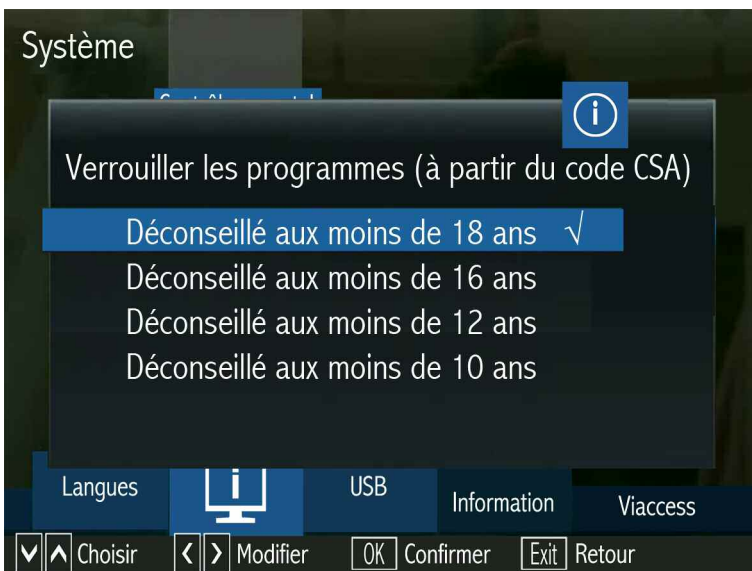 Système
Verrouiller les programmes (à partir du code CSA)
Déconseillé aux moins de 18 ans √
Déconseillé aux moins de 16 ans
Déconseillé aux moins de 12 ans
Déconseillé aux moins de 10 ans
Langues
USB
Information
Viaccess
Choisir
Modifier
OK Confirmer
Exit Retour